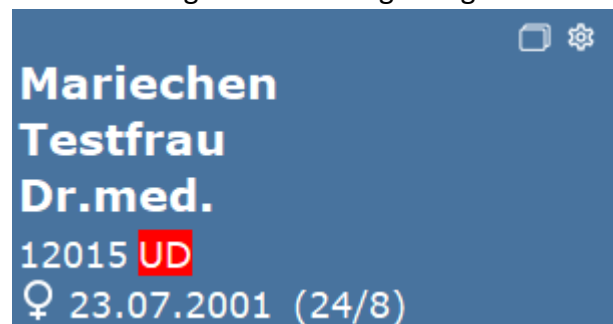 Mariechen
Testfrau
Dr.med.
12015 UD
♀ 23.07.2001 (24/8)